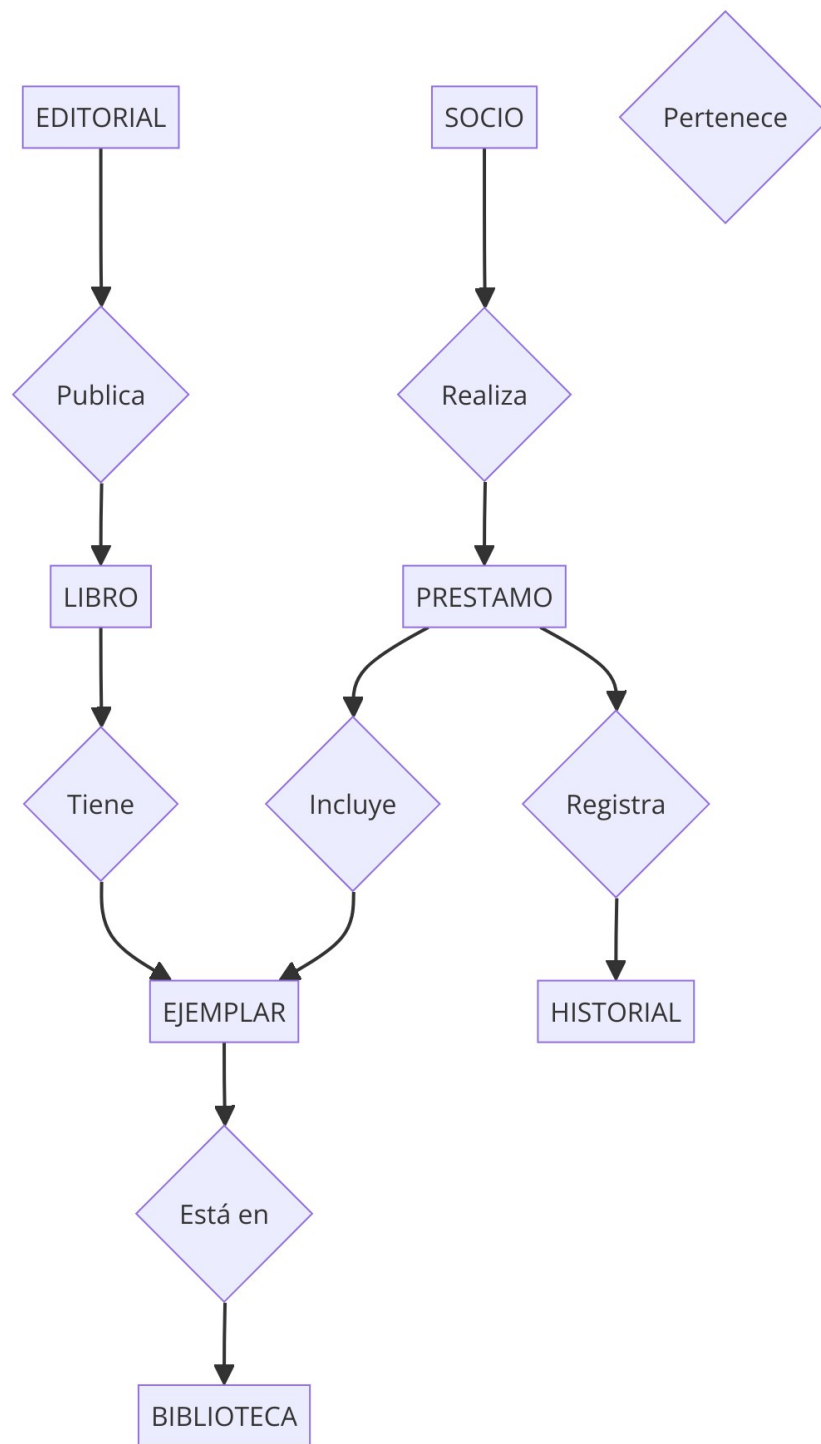 EDITORIAL
SOCIO
Pertenece
Publica
Realiza
LIBRO
PRESTAMO
Tiene
Incluye
Registra
EJEMPLAR
HISTORIAL
Está en
BIBLIOTECA